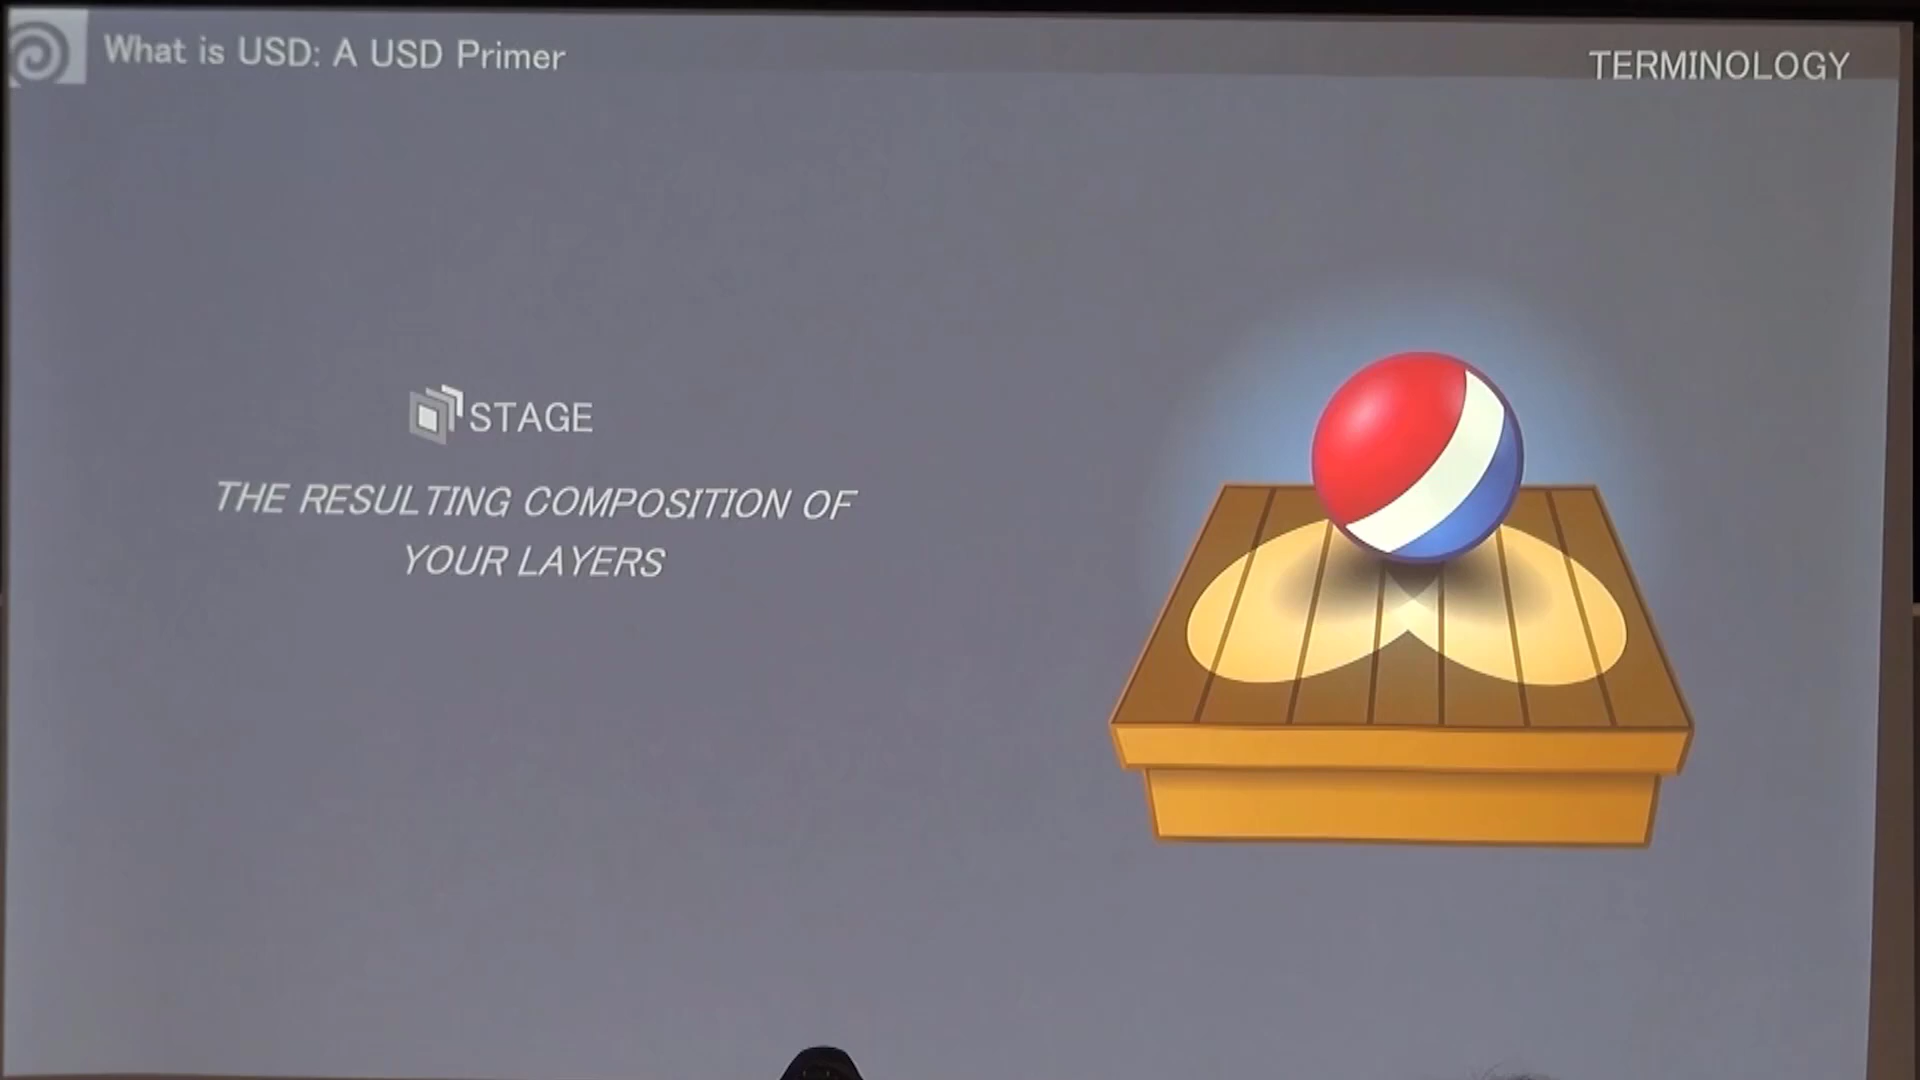 What is USD: A USD Primer
TERMINOLOGY
STAGE
THE RESULTING COMPOSITION OF
YOUR LAYERS